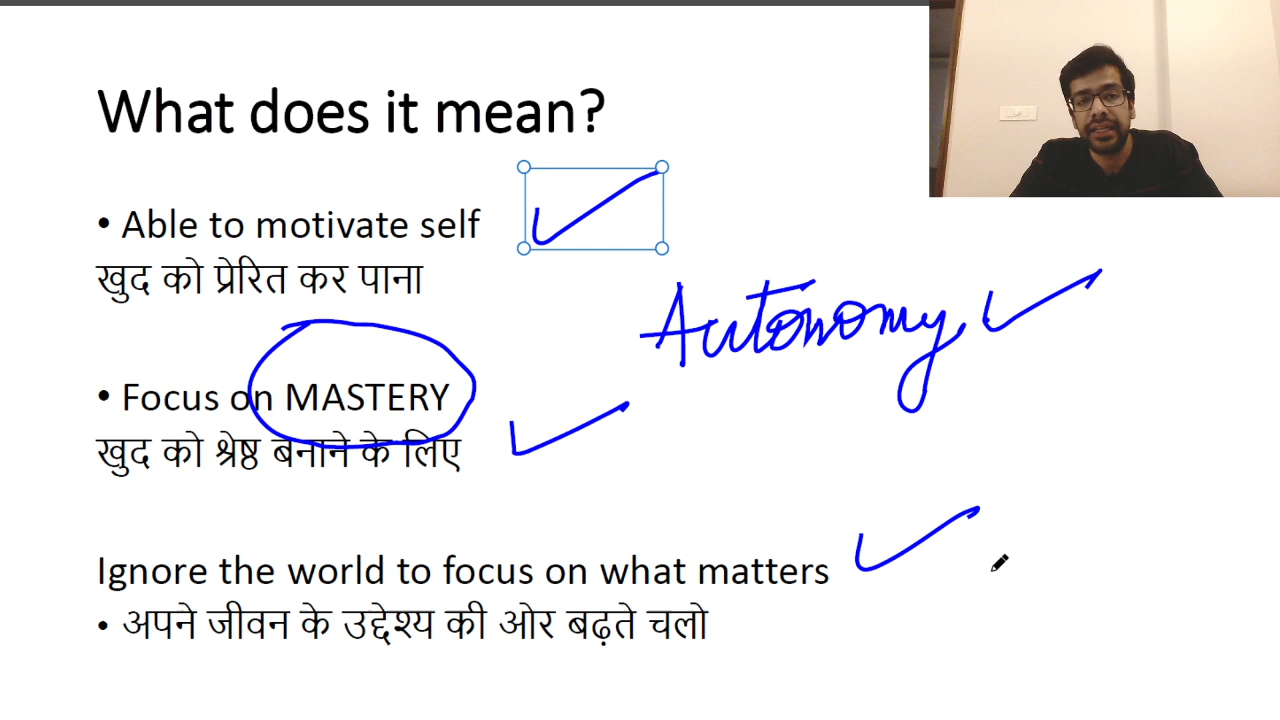 What does it mean?
• Able to motivate self
खुद को प्रेरित कर पाना
Autonomy
• Focus on MASTERY
खुद को श्रेष्ठ बनाने के लिए
Ignore the world to focus on what matters
• अपने जीवन के उद्देश्य की ओर बढ़ते चलो